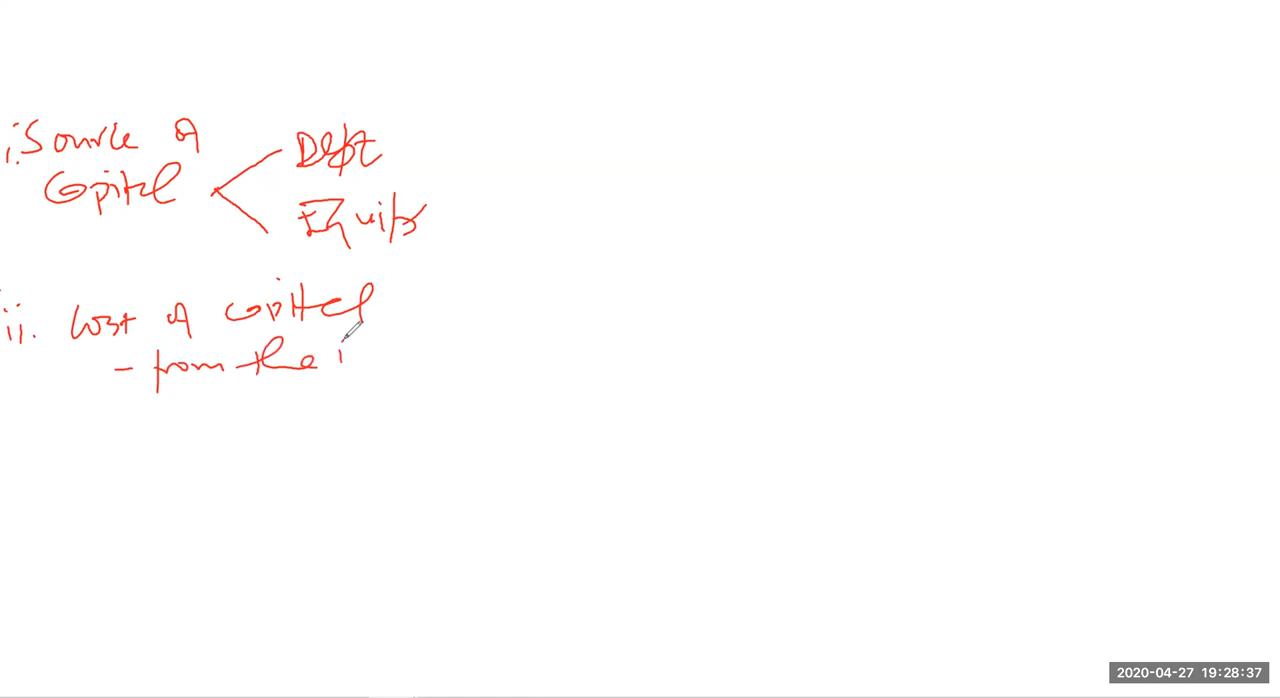 i. Source of
Capital
Debt
Equity
ii. Cost of capital
- from the i
2020-04-27 19:28:37